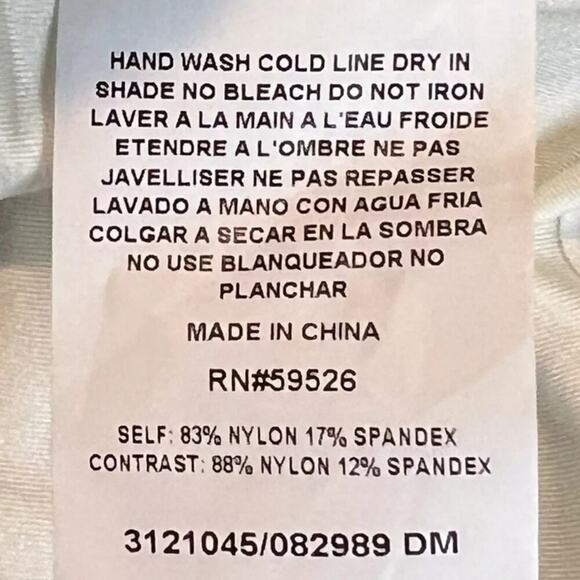 HAND WASH COLD LINE DRY IN
SHADE NO BLEACH DO NOT IRON
LAVER A LA MAIN A L'EAU FROIDE
ETENDRE A L'OMBRE NE PAS
JAVELLISER NE PAS REPASSER
LAVADO A MANO CON AGUA FRIA
COLGAR A SECAR EN LA SOMBRA
NO USE BLANQUEADOR NO
PLANCHAR
MADE IN CHINA
RN#59526
SELF: 83% NYLON 17% SPANDEX
CONTRAST: 88% NYLON 12% SPANDEX
3121045/082989 DM